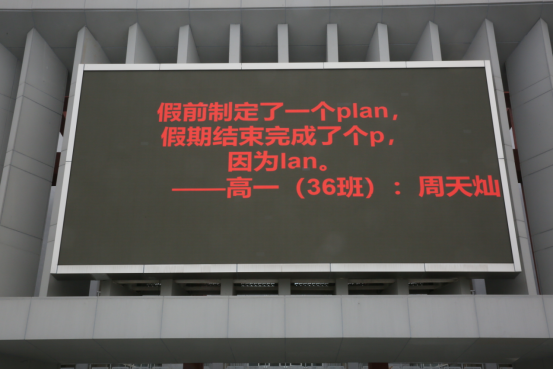 假前制定了一个plan，
假期结束完成了个p，
因为lan。
——高一（36班）：周天灿